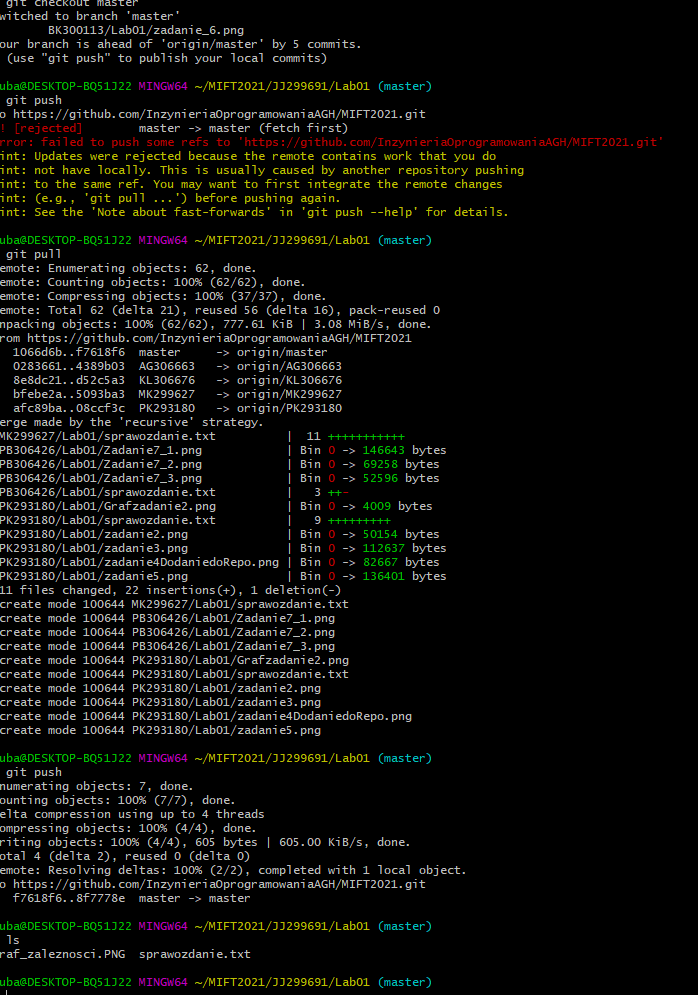 git checkout master
witched to branch 'master'
BK300113/Lab01/zadanie_6.png
our branch is ahead of 'origin/master' by 5 commits.
(use "git push" to publish your local commits)
uba@DESKTOP-BQ51J22 MINGW64 ~/MIFT2021/JJ299691/Lab01 (master)
git push
o https://github.com/InzynieriaOprogramowaniaAGH/MIFT2021.git
! [rejected] master -> master (fetch first)
rror: failed to push some refs to 'https://github.com/InzynieriaOprogramowaniaAGH/MIFT2021.git'
int: Updates were rejected because the remote contains work that you do
int: not have locally. This is usually caused by another repository pushing
int: to the same ref. You may want to first integrate the remote changes
int: (e.g., 'git pull ...') before pushing again.
int: See the 'Note about fast-forwards' in 'git push --help' for details.
uba@DESKTOP-BQ51J22 MINGW64 ~/MIFT2021/JJ299691/Lab01 (master)
git pull
emote: Enumerating objects: 62, done.
emote: Counting objects: 100% (62/62), done.
emote: Compressing objects: 100% (37/37), done.
emote: Total 62 (delta 21), reused 56 (delta 16), pack-reused 0
npacking objects: 100% (62/62), 777.61 KiB | 3.08 MiB/s, done.
rom https://github.com/InzynieriaOprogramowaniaAGH/MIFT2021
1066d6b..f7618f6 master -> origin/master
0283661..4389b03 AG306663 -> origin/AG306663
8e8dc21..d52c5a3 KL306676 -> origin/KL306676
bfebe2a..5093ba3 MK299627 -> origin/MK299627
afc89ba..08ccf3c PK293180 -> origin/PK293180
erge made by the 'recursive' strategy.
MK299627/Lab01/sprawozdanie.txt | 11 +++++++++++
PB306426/Lab01/Zadanie7_1.png | Bin 0 -> 146643 bytes
PB306426/Lab01/Zadanie7_2.png | Bin 0 -> 69258 bytes
PB306426/Lab01/Zadanie7_3.png | Bin 0 -> 52596 bytes
PB306426/Lab01/sprawozdanie.txt | 3 ++-
PK293180/Lab01/Grafzadanie2.png | Bin 0 -> 4009 bytes
PK293180/Lab01/sprawozdanie.txt | 9 +++++++++
PK293180/Lab01/zadanie2.png | Bin 0 -> 50154 bytes
PK293180/Lab01/zadanie3.png | Bin 0 -> 112637 bytes
PK293180/Lab01/zadanie4DodaniedoRepo.png | Bin 0 -> 82667 bytes
PK293180/Lab01/zadanie5.png | Bin 0 -> 136401 bytes
11 files changed, 22 insertions(+), 1 deletion(-)
create mode 100644 MK299627/Lab01/sprawozdanie.txt
create mode 100644 PB306426/Lab01/Zadanie7_1.png
create mode 100644 PB306426/Lab01/Zadanie7_2.png
create mode 100644 PB306426/Lab01/Zadanie7_3.png
create mode 100644 PK293180/Lab01/Grafzadanie2.png
create mode 100644 PK293180/Lab01/sprawozdanie.txt
create mode 100644 PK293180/Lab01/zadanie2.png
create mode 100644 PK293180/Lab01/zadanie3.png
create mode 100644 PK293180/Lab01/zadanie4DodaniedoRepo.png
create mode 100644 PK293180/Lab01/zadanie5.png
uba@DESKTOP-BQ51J22 MINGW64 ~/MIFT2021/JJ299691/Lab01 (master)
git push
numerating objects: 7, done.
ounting objects: 100% (7/7), done.
elta compression using up to 4 threads
ompressing objects: 100% (4/4), done.
riting objects: 100% (4/4), 605 bytes | 605.00 KiB/s, done.
otal 4 (delta 2), reused 0 (delta 0)
emote: Resolving deltas: 100% (2/2), completed with 1 local object.
o https://github.com/InzynieriaOprogramowaniaAGH/MIFT2021.git
f7618f6..8f7778e master -> master
uba@DESKTOP-BQ51J22 MINGW64 ~/MIFT2021/JJ299691/Lab01 (master)
ls
raf_zaleznosci.PNG sprawozdanie.txt
uba@DESKTOP-BQ51J22 MINGW64 ~/MIFT2021/JJ299691/Lab01 (master)